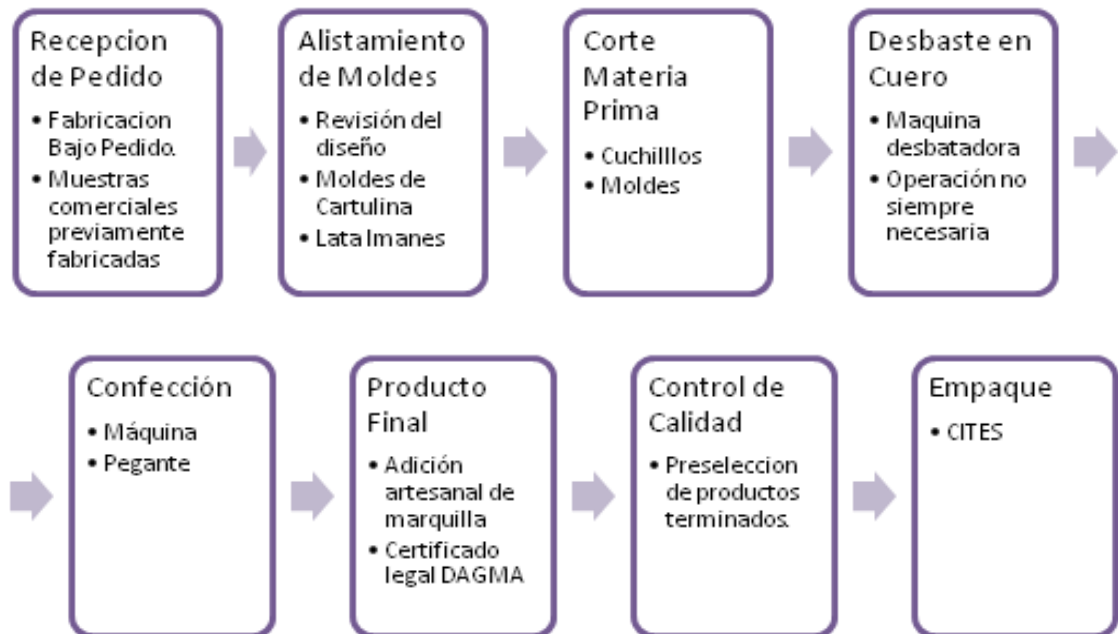 Recepcion
de Pedido
• Fabricacion
Bajo Pedido.
• Muestras
comerciales
previamente
fabricadas
Alistamiento
de Moldes
• Revisión del
diseño
• Moldes de
Cartulina
• Lata Imanes
Corte
Materia
Prima
• Cuchilllos
• Moldes
Desbaste en
Cuero
• Maquina
desbatadora
• Operación no
siempre
necesaria
Confección
• Máquina
• Pegante
Producto
Final
• Adición
artesanal de
marquilla
• Certificado
legal DAGMA
Control de
Calidad
• Preseleccion
de productos
terminados.
Empaque
• CITES